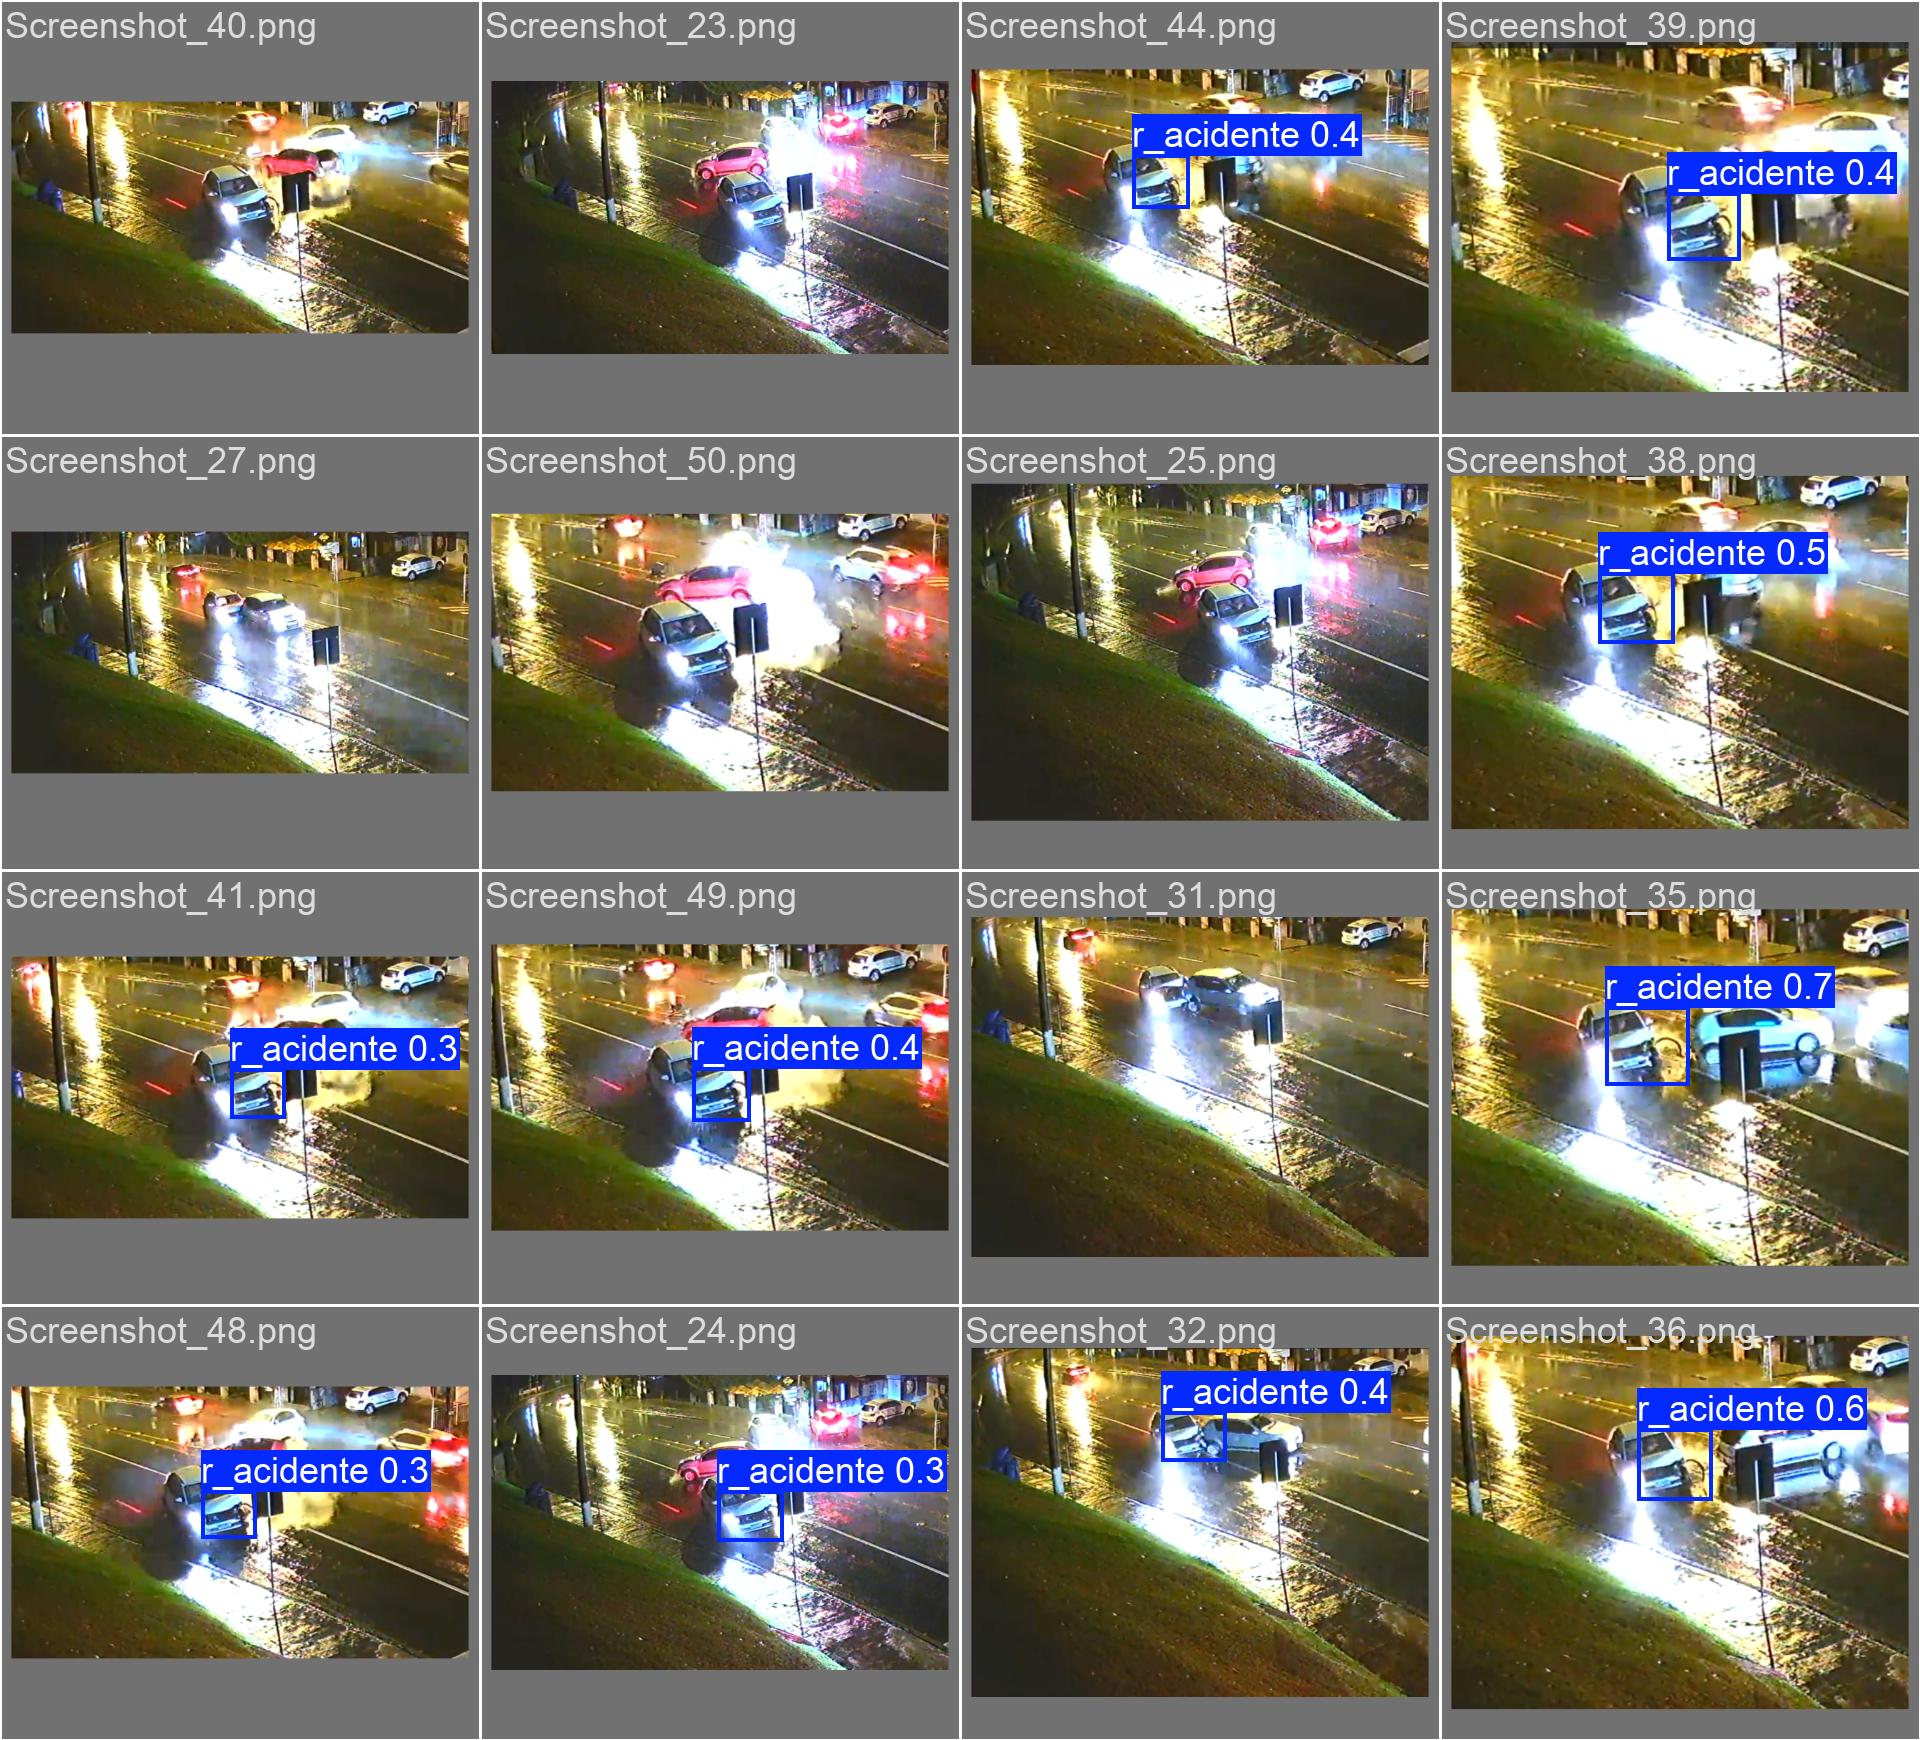 Screenshot_40.png
Screenshot_23.png
Screenshot_44.png
r_acidente 0.4
Screenshot_39.png
r_acidente 0.4
Screenshot_27.png
Screenshot_50.png
Screenshot_25.png
Screenshot_38.png
r_acidente 0.5
Screenshot_41.png
r_acidente 0.3
Screenshot_49.png
r_acidente 0.4
Screenshot_31.png
Screenshot_35.png
r_acidente 0.7
Screenshot_48.png
r_acidente 0.3
Screenshot_24.png
r_acidente 0.3
Screenshot_32.png
r_acidente 0.4
Screenshot_36.png
r_acidente 0.6